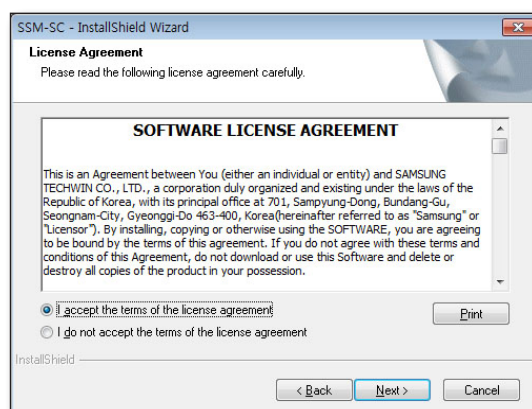 SSM-SC - InstallShield Wizard
License Agreement
Please read the following license agreement carefully.
SOFTWARE LICENSE AGREEMENT
This is an Agreement between You (either an individual or entity) and SAMSUNG
TECHWIN CO., LTD., a corporation duly organized and existing under the laws of the
Republic of Korea, with its principal office at 701, Sampyung-Dong, Bundang-Gu,
Seongnam-City, Gyeonggi-Do 463-400, Korea(hereinafter referred to as "Samsung" or
"Licensor"). By installing, copying or otherwise using the SOFTWARE, you are agreeing
to be bound by the terms of this agreement. If you do not agree with these terms and
conditions of this Agreement, do not download or use this Software and delete or
destroy all copies of the product in your possession.
I accept the terms of the license agreement
Print
I do not accept the terms of the license agreement
InstallShield
< Back
Next >
Cancel